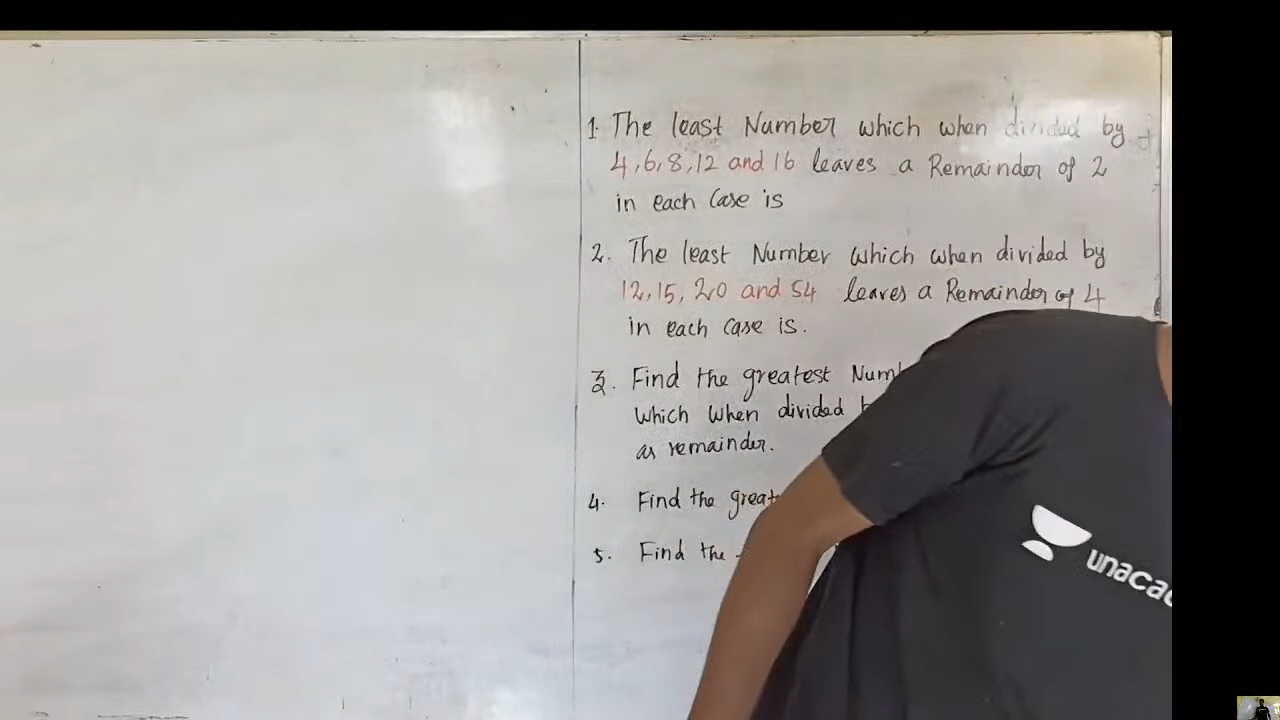 1. The least Number which when divided by
4,6,8,12 and 16 leaves a Remainder of 2
in each Case is
2. The least Number which when divided by
12,15,20 and 54 leaves a Remainder of 4
in each case is.
3. Find the greatest
which when divided
as remainder.
4. Find the
5. Find the